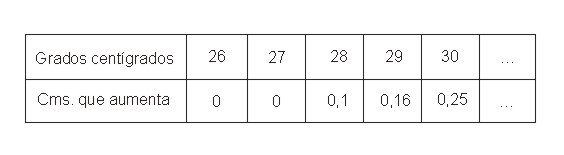 Grados centígrados 26 27 28 29 30 ...
Cms. que aumenta 0 0 0,1 0,16 0,25 ...